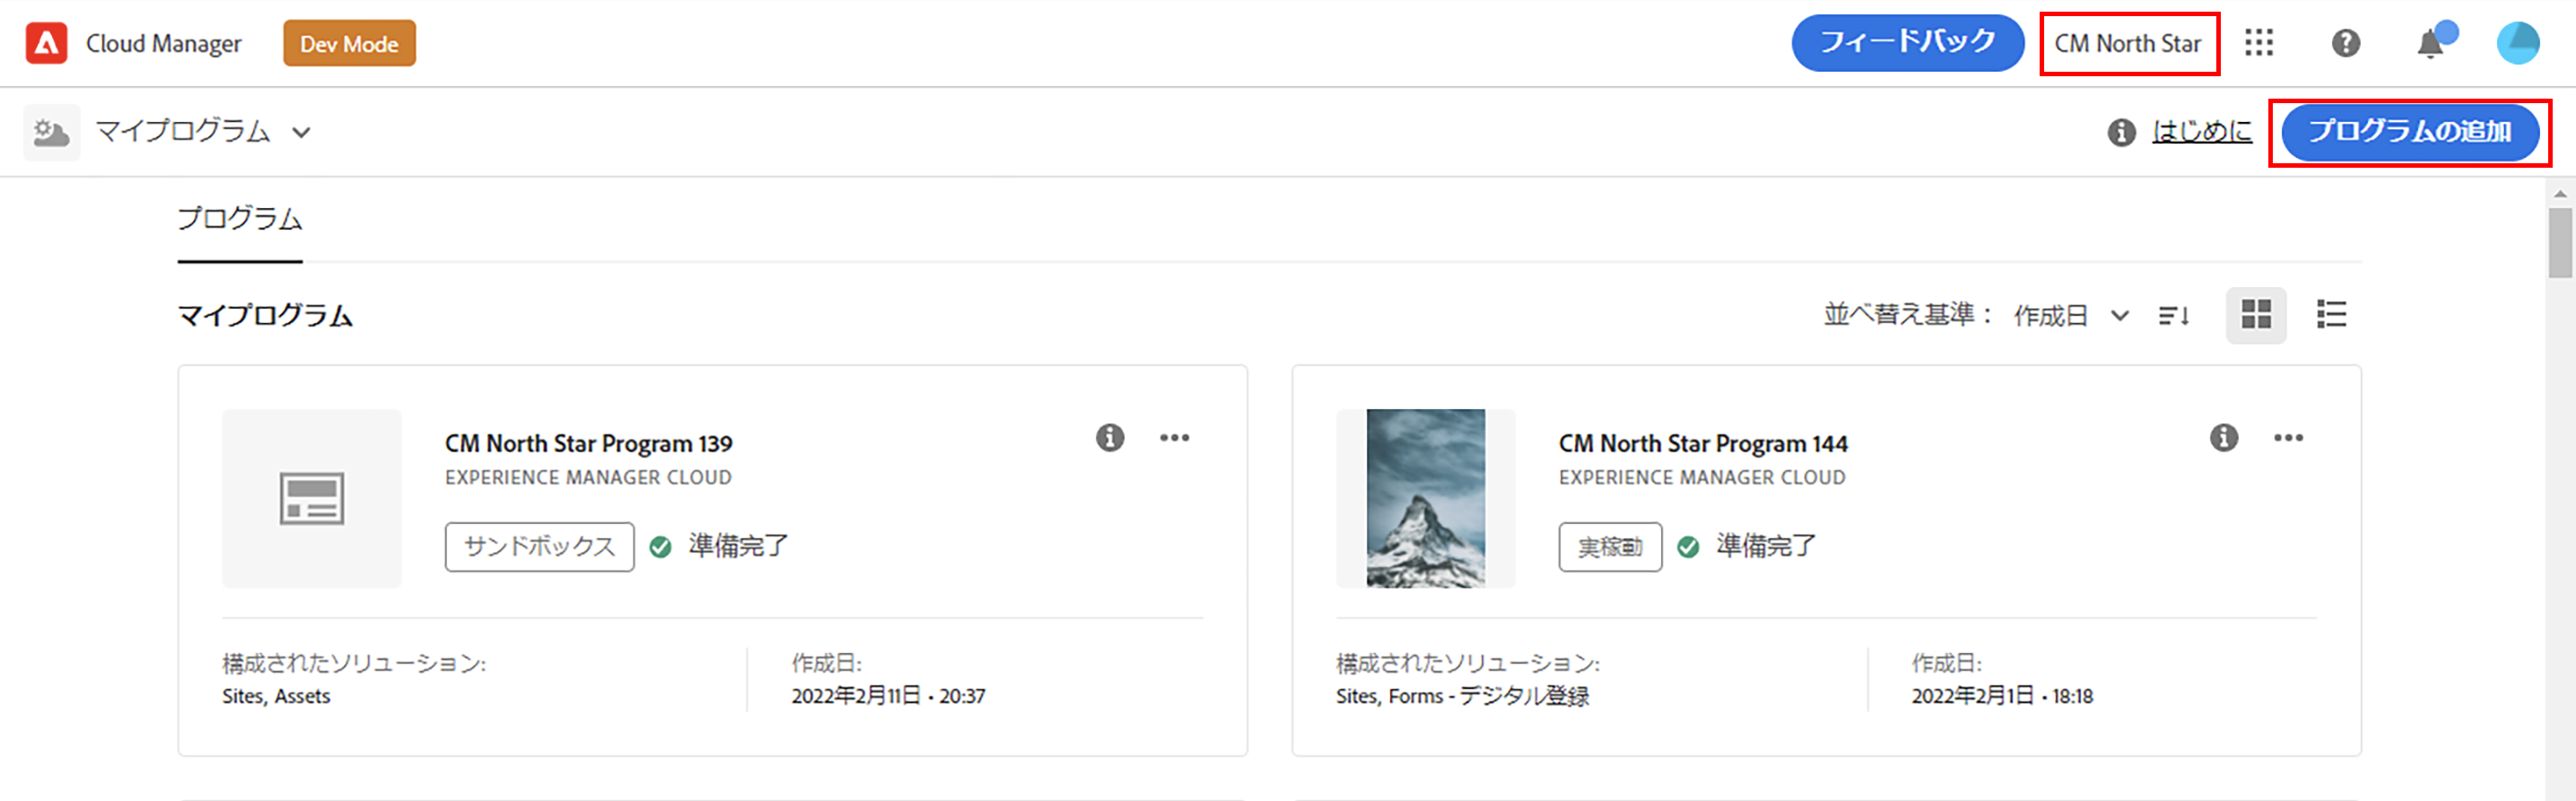 Cloud Manager
Dev Mode
フィードバック
CM North Star
マイプログラム
はじめに
プログラムの追加
プログラム
マイプログラム
並べ替え基準： 作成日
CM North Star Program 139
EXPERIENCE MANAGER CLOUD
サンドボックス 準備完了
構成されたソリューション:
Sites, Assets
作成日:
2022年2月11日・20:37
CM North Star Program 144
EXPERIENCE MANAGER CLOUD
実稼動 準備完了
構成されたソリューション:
Sites, Forms - デジタル登録
作成日:
2022年2月1日・18:18